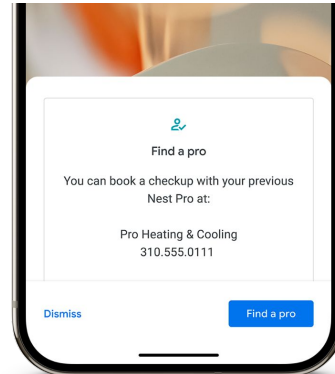 Find a pro
You can book a checkup with your previous
Nest Pro at:
Pro Heating & Cooling
310.555.0111
Dismiss
Find a pro